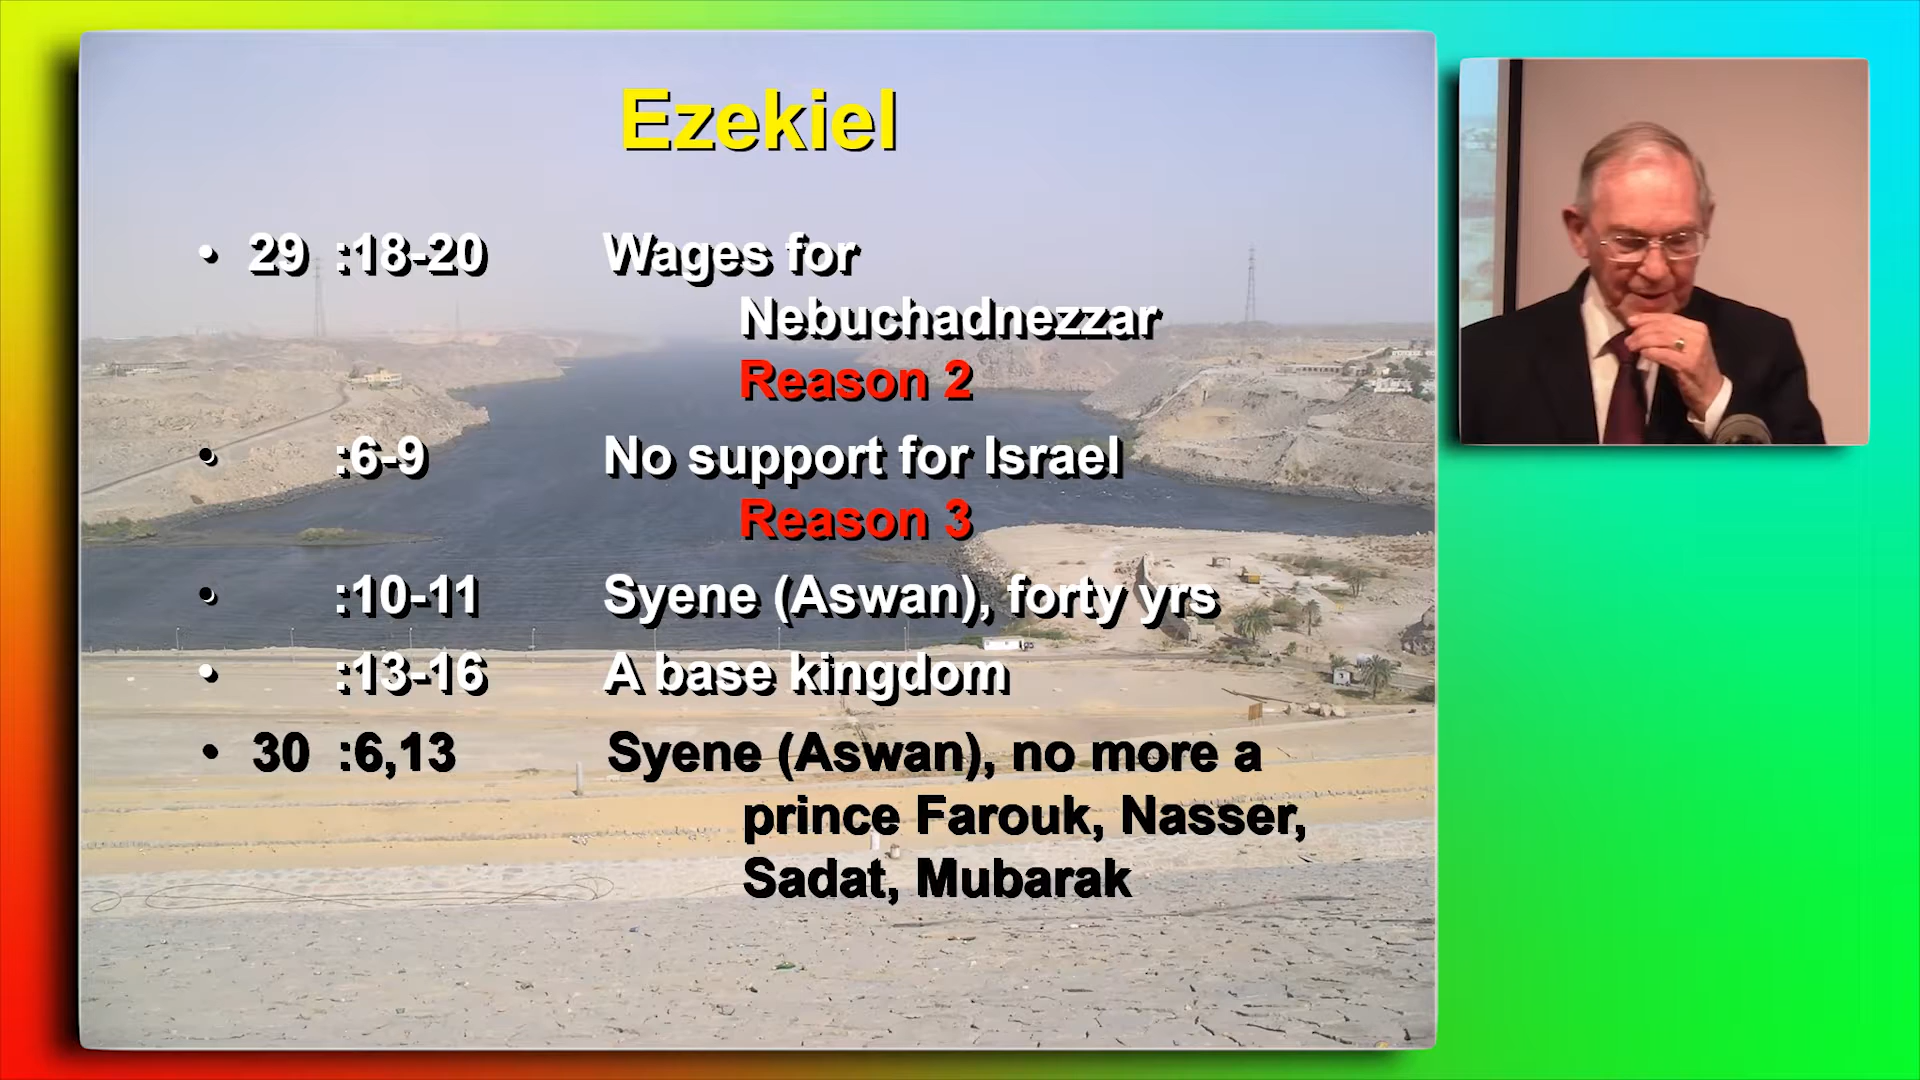 Ezekiel
• 29 :18-20 Wages for
Nebuchadnezzar
Reason 2
• :6-9 No support for Israel
Reason 3
• :10-11 Syene (Aswan), forty yrs
• :13-16 A base kingdom
• 30 :6,13 Syene (Aswan), no more a
prince Farouk, Nasser,
Sadat, Mubarak